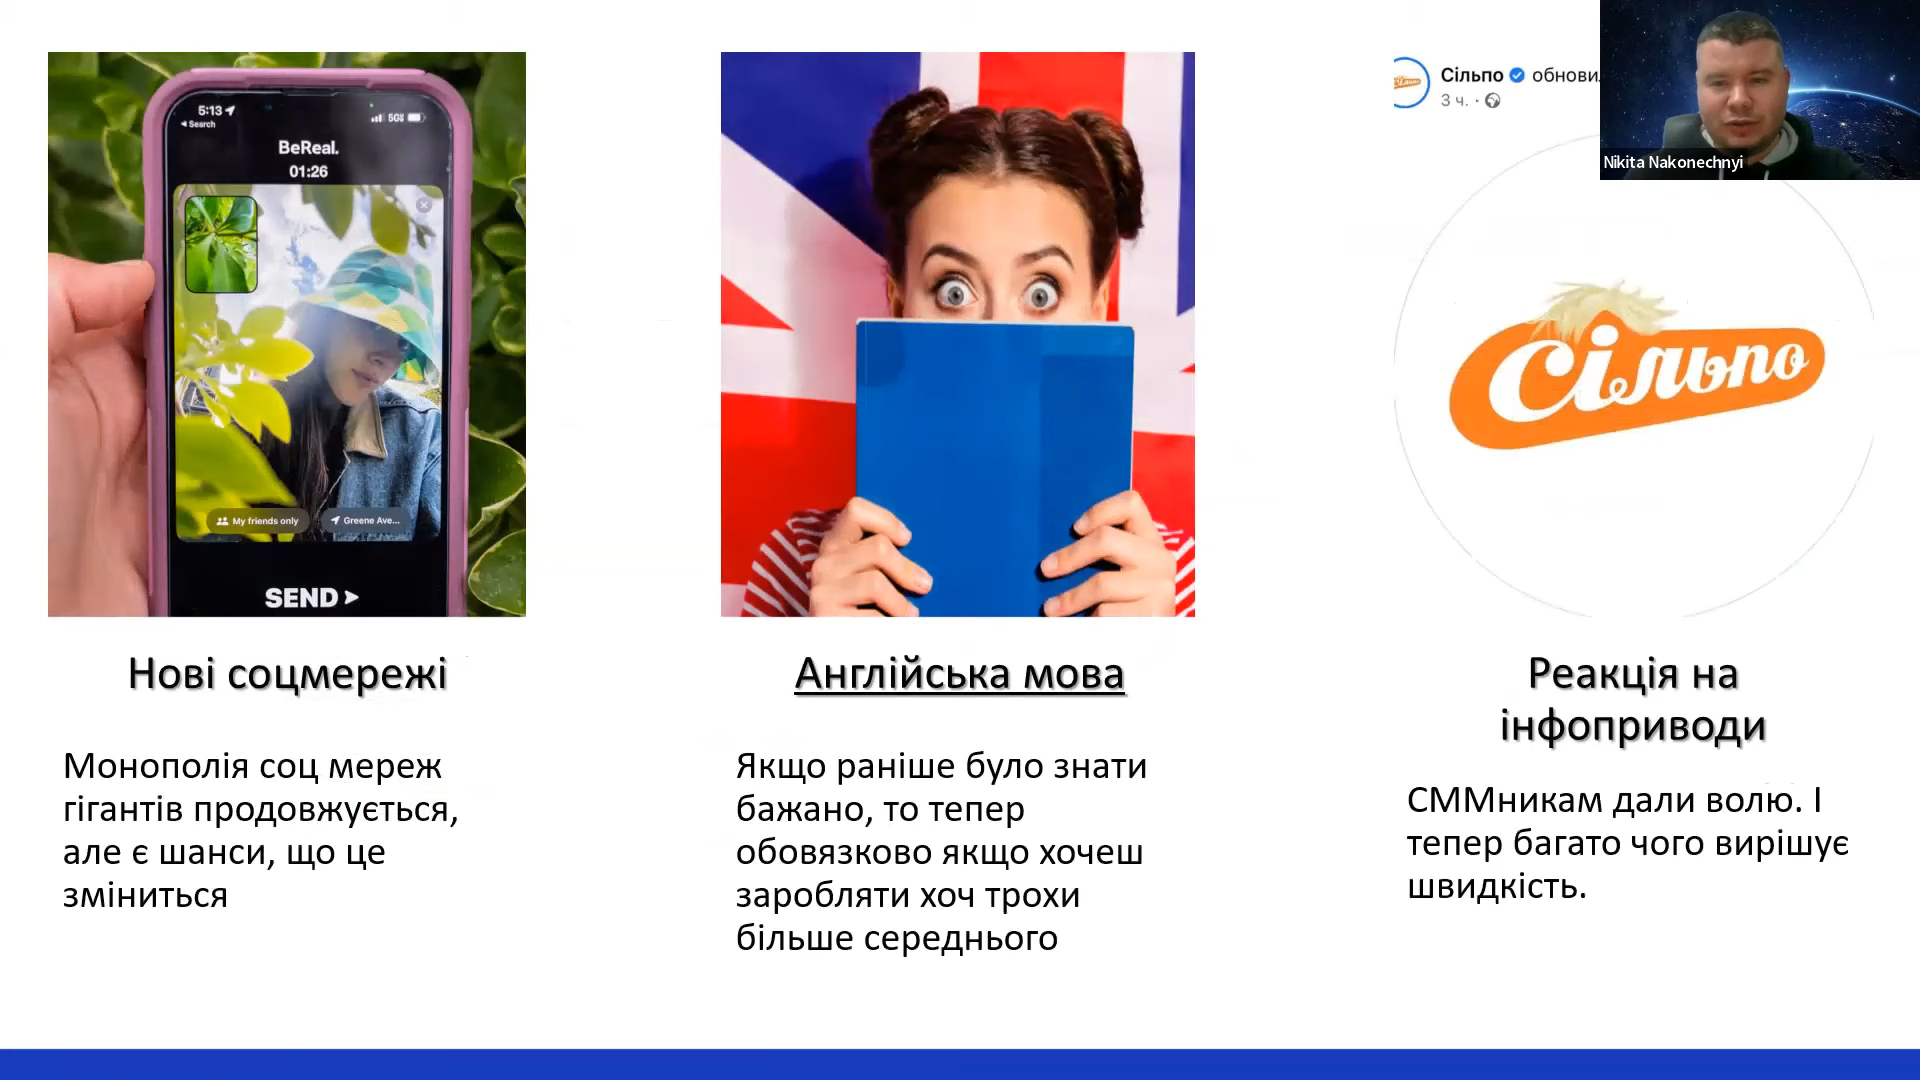 5:13
Search
5G
BeReal.
01:26
My friends only
Greene Ave...
SEND >
Сільпо обнови
3 ч.
Nikita Nakonechnyi
Сільпо
Нові соцмережі
Монополія соц мереж
гігантів продовжується,
але є шанси, що це
зміниться
Англійська мова
Якщо раніше було знати
бажано, то тепер
обовязково якщо хочеш
заробляти хоч трохи
більше середнього
Реакція на
інфоприводи
СММникам дали волю. І
тепер багато чого вирішує
швидкість.